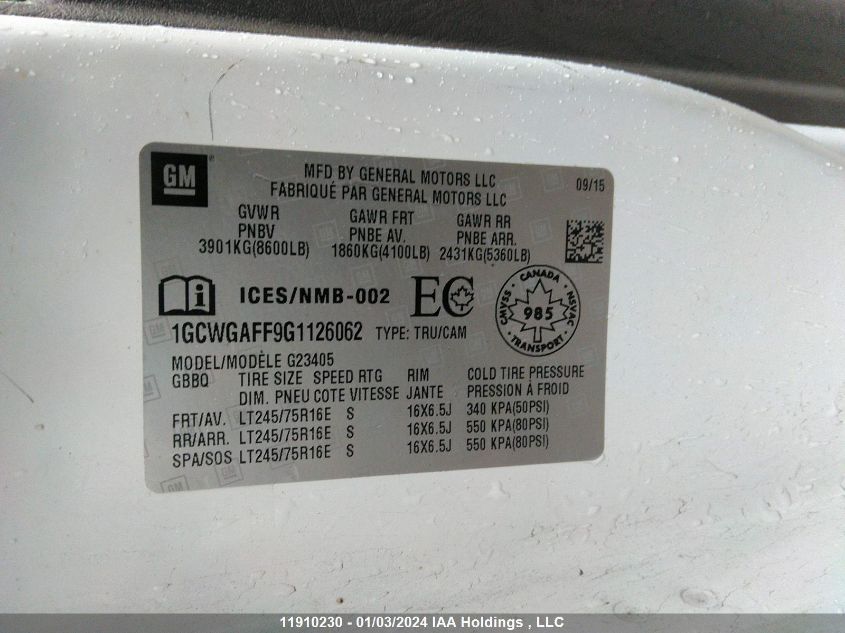 GM
MFD BY GENERAL MOTORS LLC
FABRIQUÉ PAR GENERAL MOTORS LLC
09/15
GVWR GAWR FRT GAWR RR
PNBV PNBE AV. PNBE ARR.
3901KG(8600LB) 1860KG(4100LB) 2431KG(5360LB)
i ICES/NMB-002 EC
CANADA
CMVSS 985 NSVAC
TRANSPORT
1GCWGAFF9G1126062 TYPE: TRU/CAM
MODEL/MODÈLE G23405
GBBQ TIRE SIZE SPEED RTG RIM COLD TIRE PRESSURE
DIM. PNEU COTE VITESSE JANTE PRESSION À FROID
FRT/AV. LT245/75R16E S 16X6.5J 340 KPA(50PSI)
RR/ARR. LT245/75R16E S 16X6.5J 550 KPA(80PSI)
SPA/SOS LT245/75R16E S 16X6.5J 550 KPA(80PSI)
11910230 - 01/03/2024 IAA Holdings , LLC